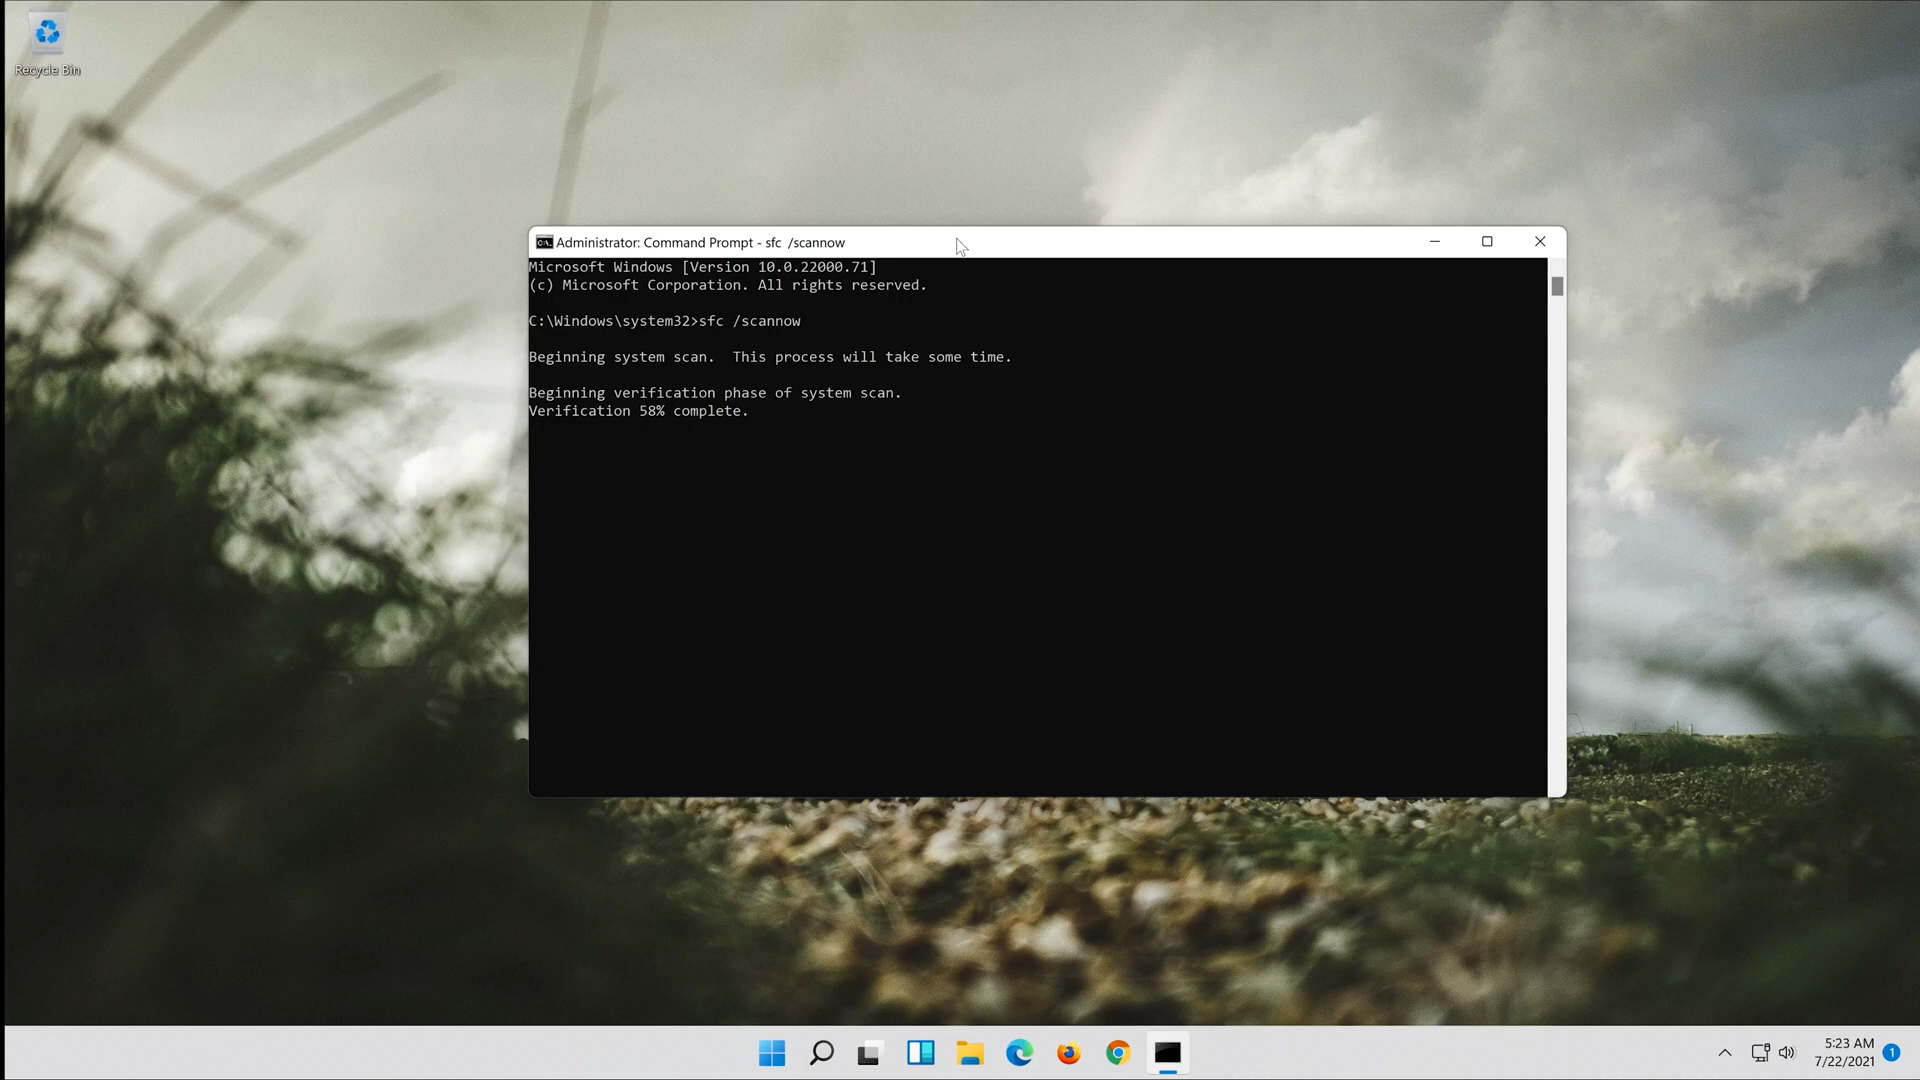 Recycle Bin
Administrator: Command Prompt - sfc  /scannow
Microsoft Windows [Version 10.0.22000.71]
(c) Microsoft Corporation. All rights reserved.
C:\Windows\system32>sfc /scannow
Beginning system scan.  This process will take some time.
Beginning verification phase of system scan.
Verification 58% complete.
5:23 AM
7/22/2021
1